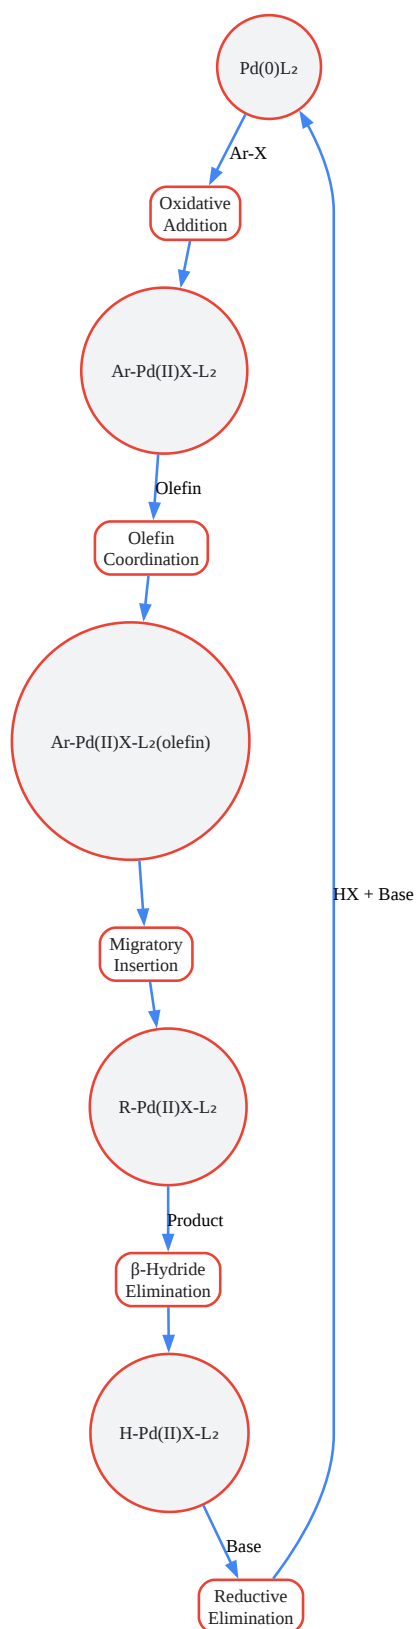 Pd(0)L₂
Ar-X
Oxidative
Addition
Ar-Pd(II)X-L₂
Olefin
Olefin
Coordination
Ar-Pd(II)X-L₂(olefin)
HX + Base
Migratory
Insertion
R-Pd(II)X-L₂
Product
β-Hydride
Elimination
H-Pd(II)X-L₂
Base
Reductive
Elimination